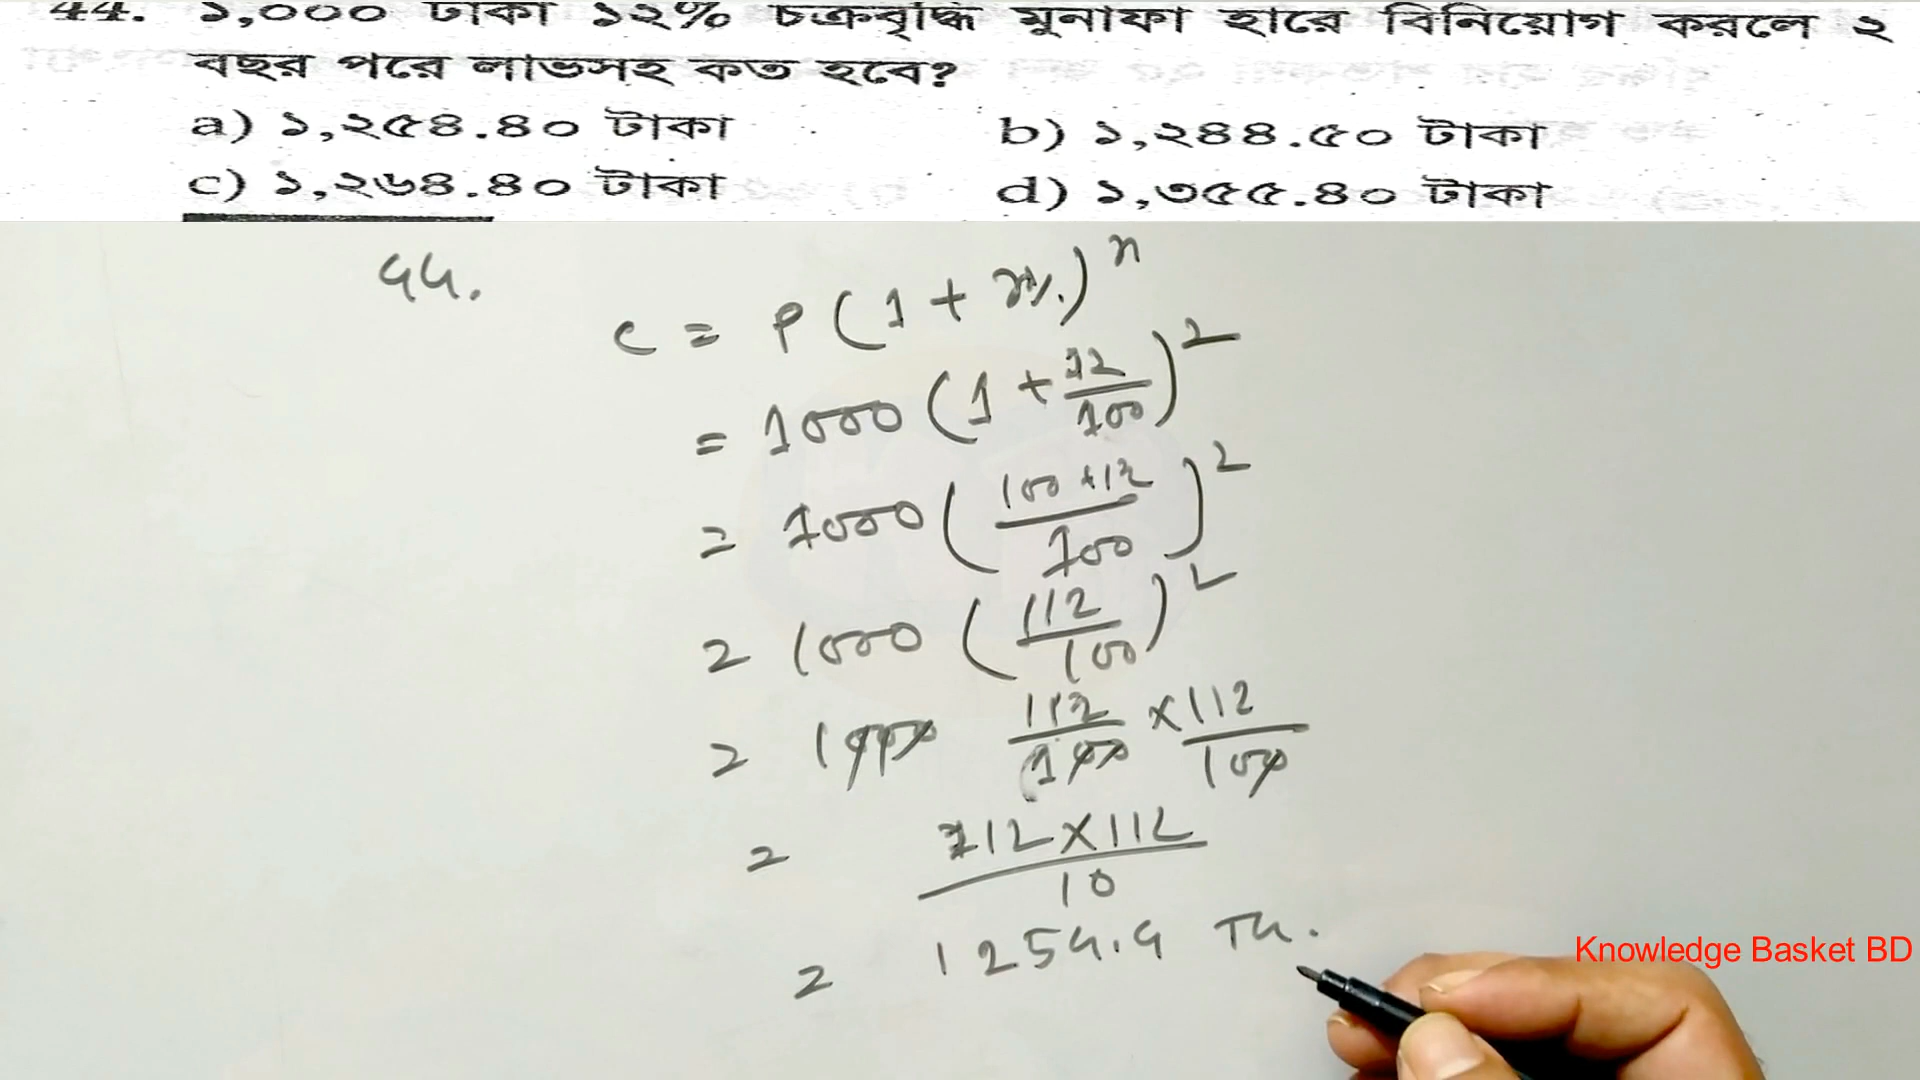 44. ১,০০০ টাকা ১২% চক্রবৃদ্ধি মুনাফা হারে বিনিয়োগ করলে ২
বছর পরে লাভসহ কত হবে?
a) ১,২৫৪.৪০ টাকা b) ১,২৪৪.৫০ টাকা
c) ১,২৬৪.৪০ টাকা d) ১,৩৫৫.৪০ টাকা
44.
C = P(1 + r%)^n
= 1000 (1 + 12/100)^2
= 1000 ((100+12)/100)^2
= 1000 (112/100)^2
= 1000 112/100 × 112/100
= 112×112/10
= 1254.4 Tk.
Knowledge Basket BD